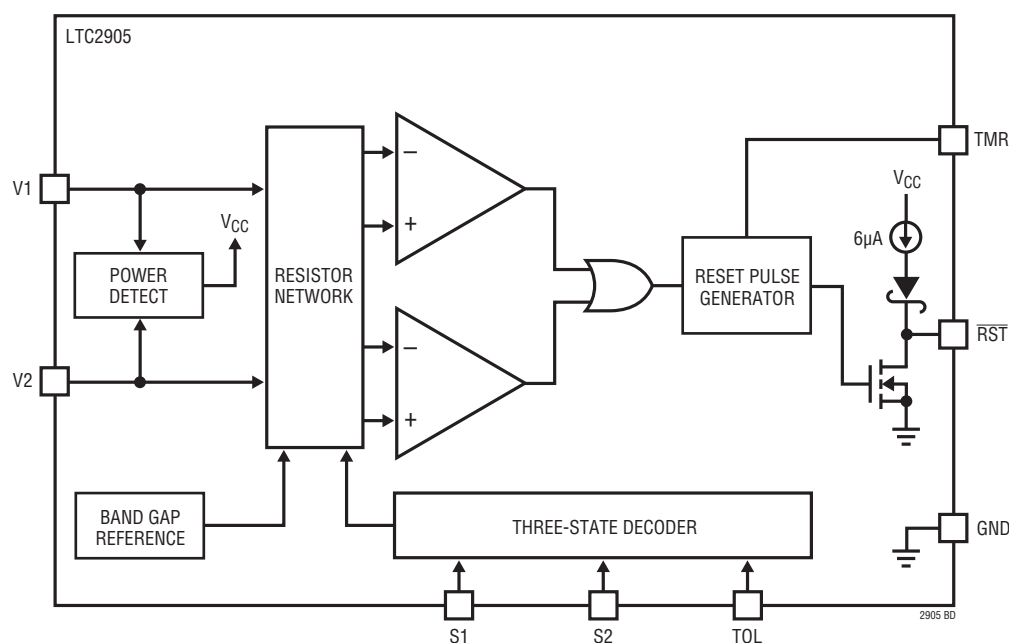 LTC2905
TMR
V1
VCC
VCC
6µA
–
+
POWER
DETECT
RESISTOR
NETWORK
RESET PULSE
GENERATOR
RST
V2
–
+
BAND GAP
REFERENCE
THREE-STATE DECODER
GND
2905 BD
S1
S2
TOL